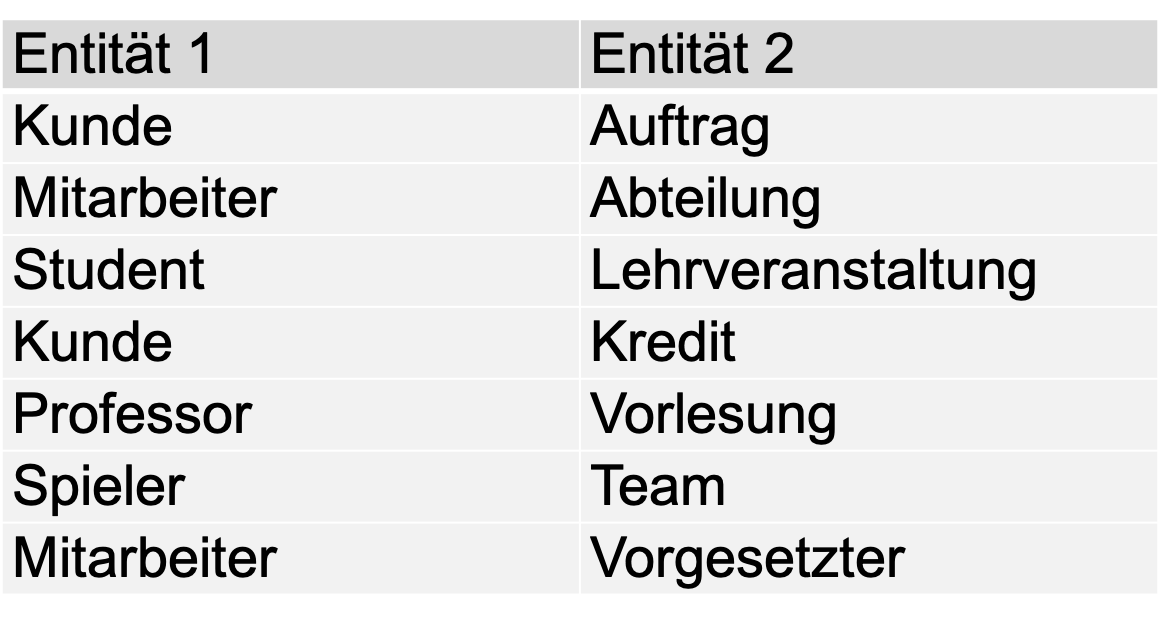 Entität 1 Entität 2
Kunde Auftrag
Mitarbeiter Abteilung
Student Lehrveranstaltung
Kunde Kredit
Professor Vorlesung
Spieler Team
Mitarbeiter Vorgesetzter